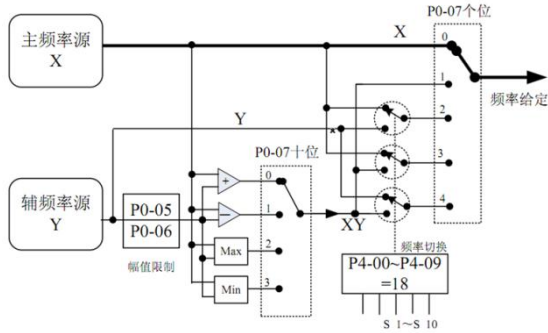 P0-07个位
主频率源
X
X
0
1
频率给定
2
Y
P0-07十位
3
辅频率源
Y
P0-05
P0-06
幅值限制
+
−
Max
Min
0
1
2
3
XY
4
频率切换
P4-00~P4-09
=18
S 1~S 10